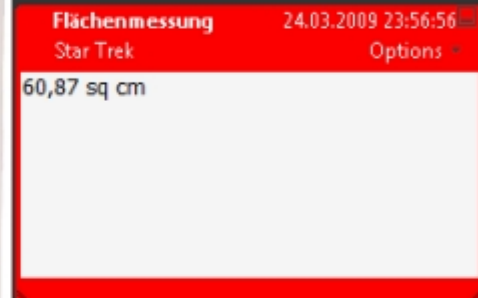 Flächenmessung 24.03.2009 23:56:56
Star Trek Options
60,87 sq cm